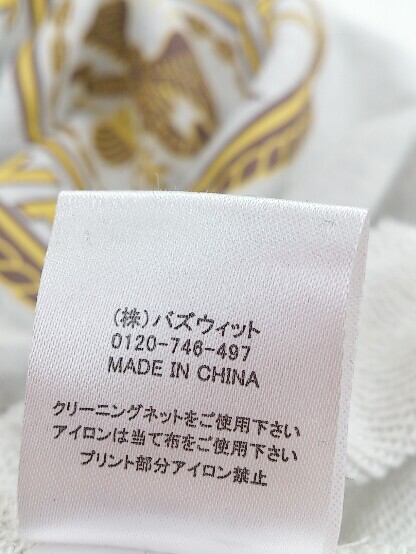 (株)バズウィット
0120-746-497
MADE IN CHINA
クリーニングネットをご使用下さい
アイロンは当て布をご使用下さい
プリント部分アイロン禁止